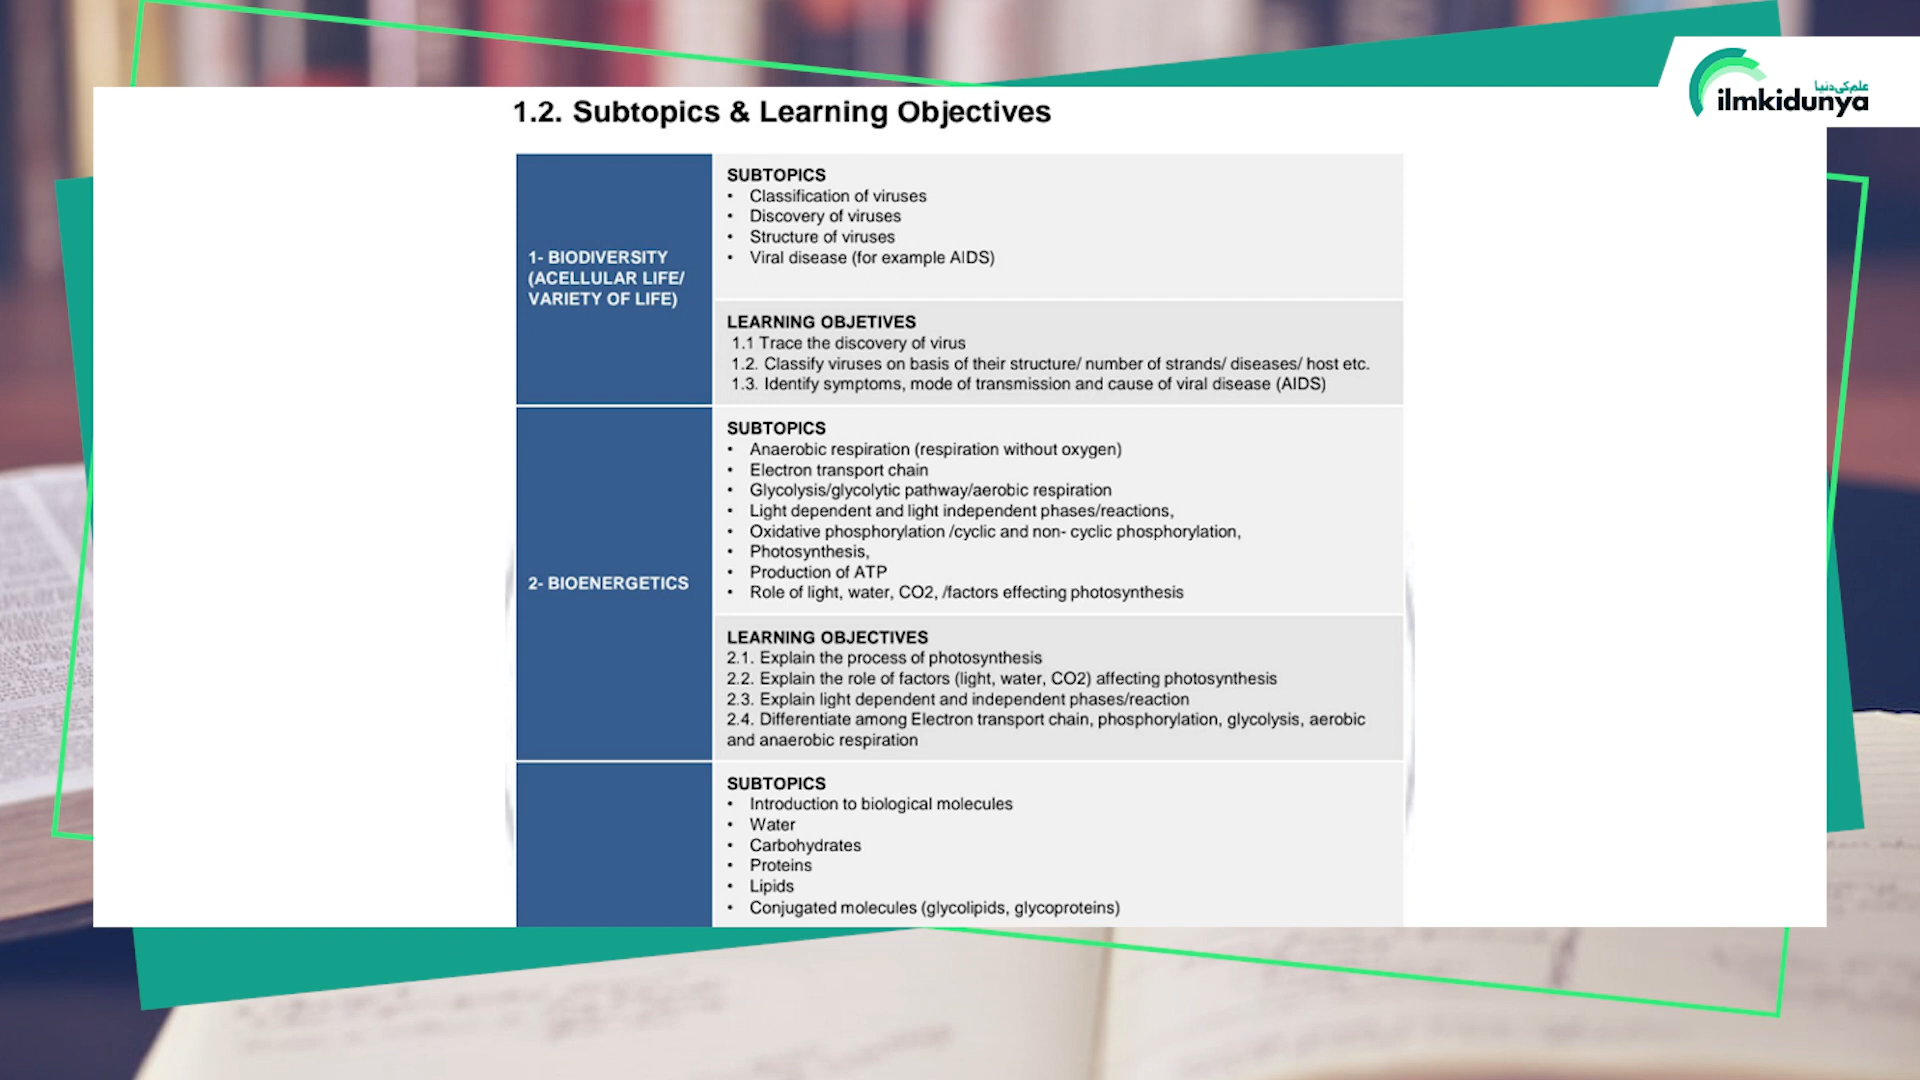 علم کی دنیا
ilmkidunya
1.2. Subtopics & Learning Objectives
1- BIODIVERSITY
(ACELLULAR LIFE/
VARIETY OF LIFE)
SUBTOPICS
• Classification of viruses
• Discovery of viruses
• Structure of viruses
• Viral disease (for example AIDS)
LEARNING OBJETIVES
1.1 Trace the discovery of virus
1.2. Classify viruses on basis of their structure/ number of strands/ diseases/ host etc.
1.3. Identify symptoms, mode of transmission and cause of viral disease (AIDS)
2- BIOENERGETICS
SUBTOPICS
• Anaerobic respiration (respiration without oxygen)
• Electron transport chain
• Glycolysis/glycolytic pathway/aerobic respiration
• Light dependent and light independent phases/reactions,
• Oxidative phosphorylation /cyclic and non- cyclic phosphorylation,
• Photosynthesis,
• Production of ATP
• Role of light, water, CO2, /factors effecting photosynthesis
LEARNING OBJECTIVES
2.1. Explain the process of photosynthesis
2.2. Explain the role of factors (light, water, CO2) affecting photosynthesis
2.3. Explain light dependent and independent phases/reaction
2.4. Differentiate among Electron transport chain, phosphorylation, glycolysis, aerobic
and anaerobic respiration
SUBTOPICS
• Introduction to biological molecules
• Water
• Carbohydrates
• Proteins
• Lipids
• Conjugated molecules (glycolipids, glycoproteins)